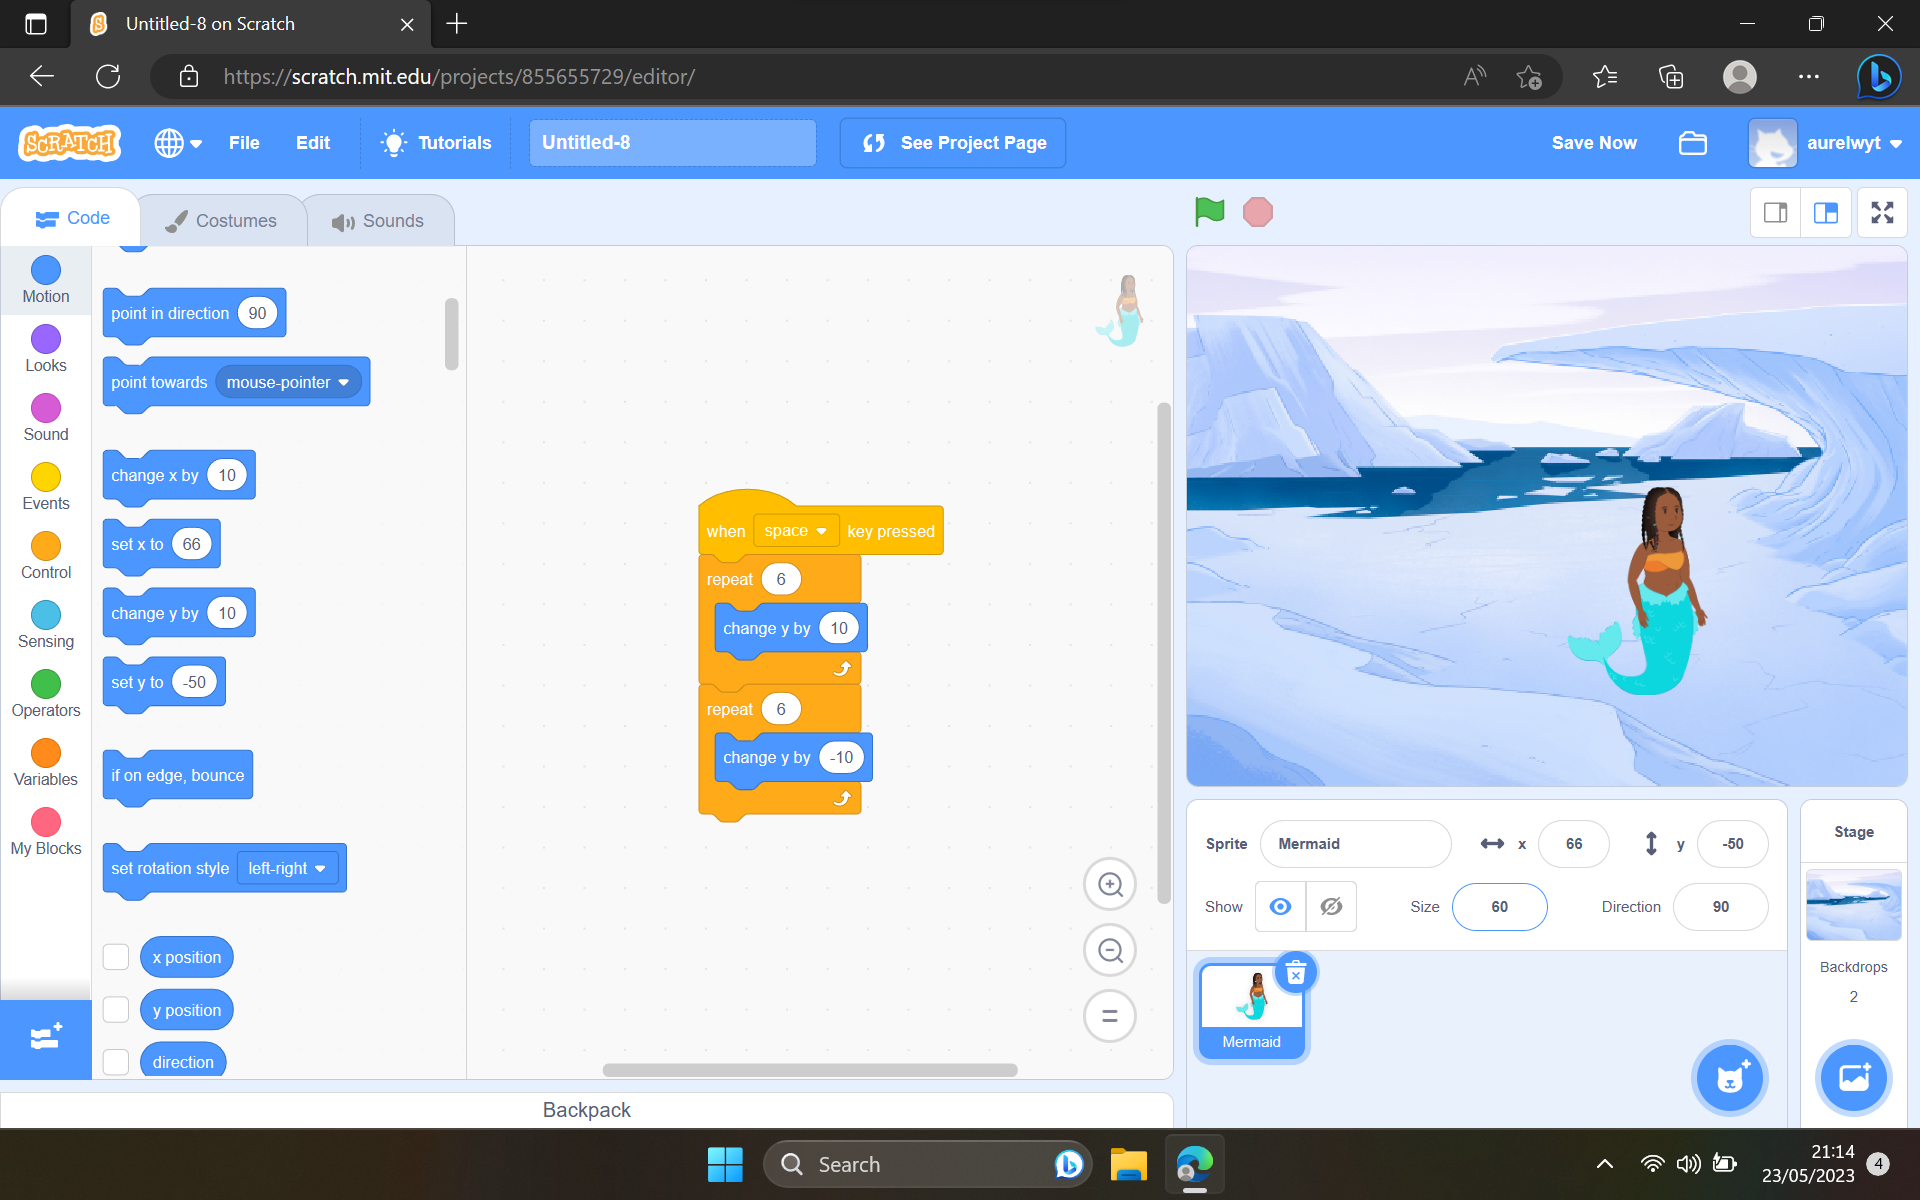 Untitled-8 on Scratch
https://scratch.mit.edu/projects/855655729/editor/
SCRATCH
File
Edit
Tutorials
Untitled-8
See Project Page
Save Now
aurelwyt
Code
Costumes
Sounds
Motion
Looks
Sound
Events
Control
Sensing
Operators
Variables
My Blocks
point in direction 90
point towards mouse-pointer
change x by 10
set x to 66
change y by 10
set y to -50
if on edge, bounce
set rotation style left-right
x position
y position
direction
when space key pressed
repeat 6
change y by 10
repeat 6
change y by -10
Sprite Mermaid x 66 y -50
Show Size 60 Direction 90
Mermaid
Stage
Backdrops
2
Backpack
Search
21:14
23/05/2023
4